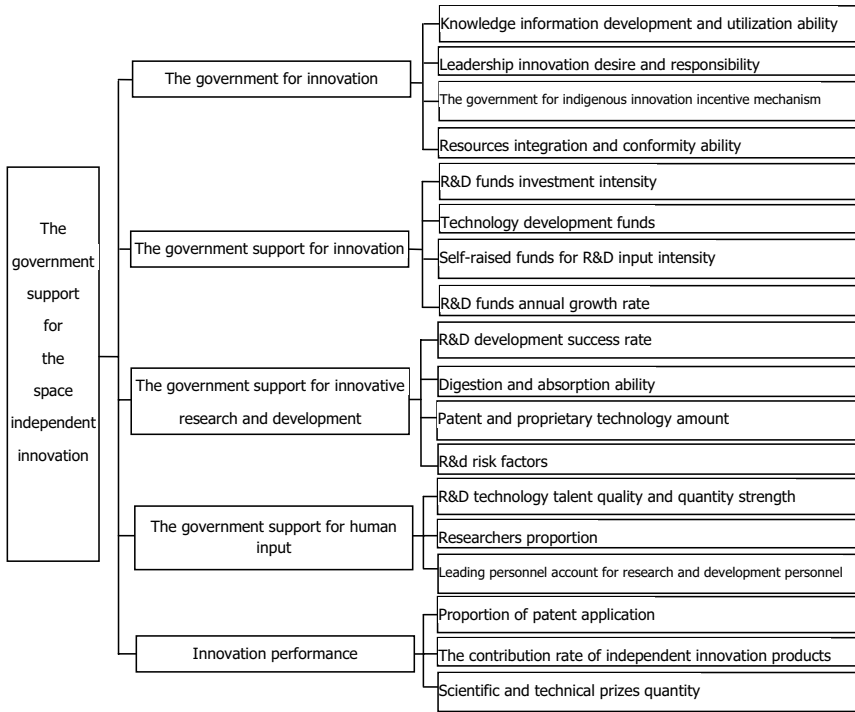 The
government
support
for
the
space
independent
innovation
The government for innovation
Knowledge information development and utilization ability
Leadership innovation desire and responsibility
The government for indigenous innovation incentive mechanism
Resources integration and conformity ability
The government support for innovation
R&D funds investment intensity
Technology development funds
Self-raised funds for R&D input intensity
R&D funds annual growth rate
The government support for innovative
research and development
R&D development success rate
Digestion and absorption ability
Patent and proprietary technology amount
R&d risk factors
The government support for human
input
R&D technology talent quality and quantity strength
Researchers proportion
Leading personnel account for research and development personnel
Innovation performance
Proportion of patent application
The contribution rate of independent innovation products
Scientific and technical prizes quantity